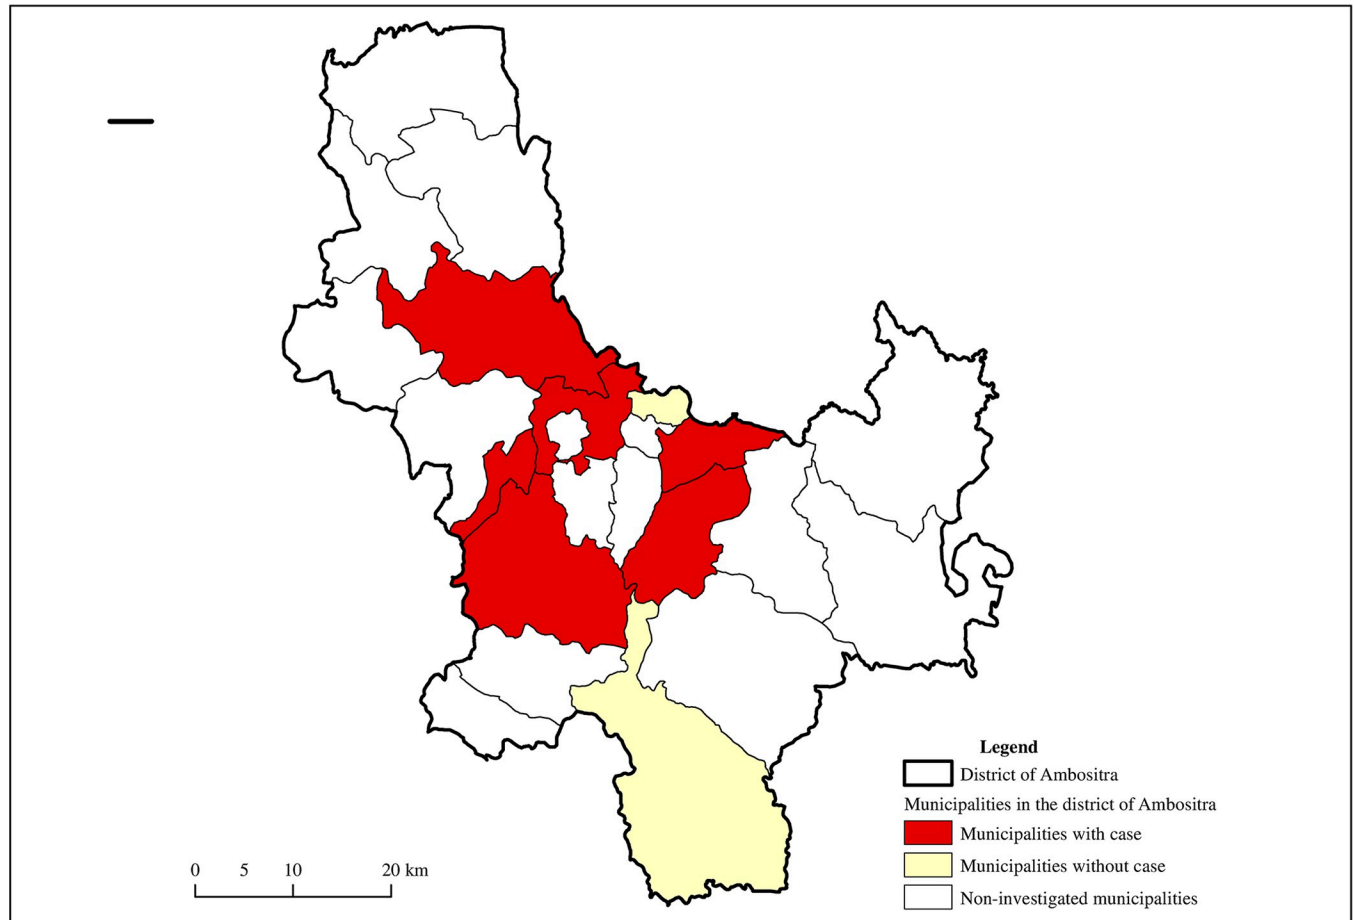 Legend
District of Ambositra
Municipalities in the district of Ambositra
Municipalities with case
Municipalities without case
Non-investigated municipalities
0 5 10 20 km